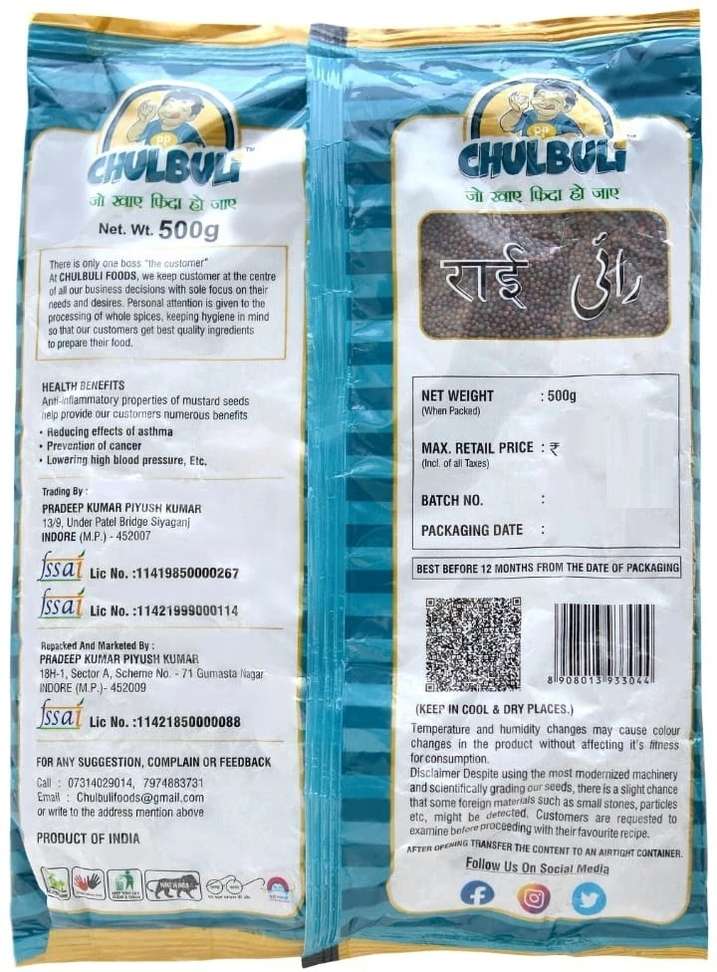 PP
CHULBULI™
जो खाए फिदा हो जाए
Net. Wt. 500g
There is only one boss "the customer"
At CHULBULI FOODS, we keep customer at the centre
of all our business decisions with sole focus on their
needs and desires. Personal attention is given to the
processing of whole spices, keeping hygiene in mind
so that our customers get best quality ingredients
to prepare their food.
HEALTH BENEFITS
Anti-inflammatory properties of mustard seeds
help provide our customers numerous benefits
• Reducing effects of asthma
• Prevention of cancer
• Lowering high blood pressure, Etc.
Trading By :
PRADEEP KUMAR PIYUSH KUMAR
13/9, Under Patel Bridge Siyaganj
INDORE (M.P.) - 452007
fssai Lic No. :11419850000267
fssai Lic No. :11421999000114
Repacked And Marketed By :
PRADEEP KUMAR PIYUSH KUMAR
18H-1, Sector A, Scheme No. - 71 Gumasta Nagar
INDORE (M.P.)- 452009
fssai Lic No. :11421850000088
FOR ANY SUGGESTION, COMPLAIN OR FEEDBACK
Call : 07314029014, 7974883731
Email : Chulbulifoods@gmail.com
or write to the address mention above
PRODUCT OF INDIA
PP
CHULBULI™
जो खाए फिदा हो जाए
राई رائی
NET WEIGHT : 500g
(When Packed)
MAX. RETAIL PRICE : ₹
(Incl. of all Taxes)
BATCH NO. :
PACKAGING DATE :
BEST BEFORE 12 MONTHS FROM THE DATE OF PACKAGING
8 908013 933044
(KEEP IN COOL & DRY PLACES.)
Temperature and humidity changes may cause colour
changes in the product without affecting it's fitness
for consumption.
Disclaimer Despite using the most modernized machinery
and scientifically grading our seeds, there is a slight chance
that some foreign materials such as small stones, particles
etc, might be detected. Customers are requested to
examine before proceeding with their favourite recipe.
AFTER OPENING TRANSFER THE CONTENT TO AN AIRTIGHT CONTAINER.
Follow Us On Social Media